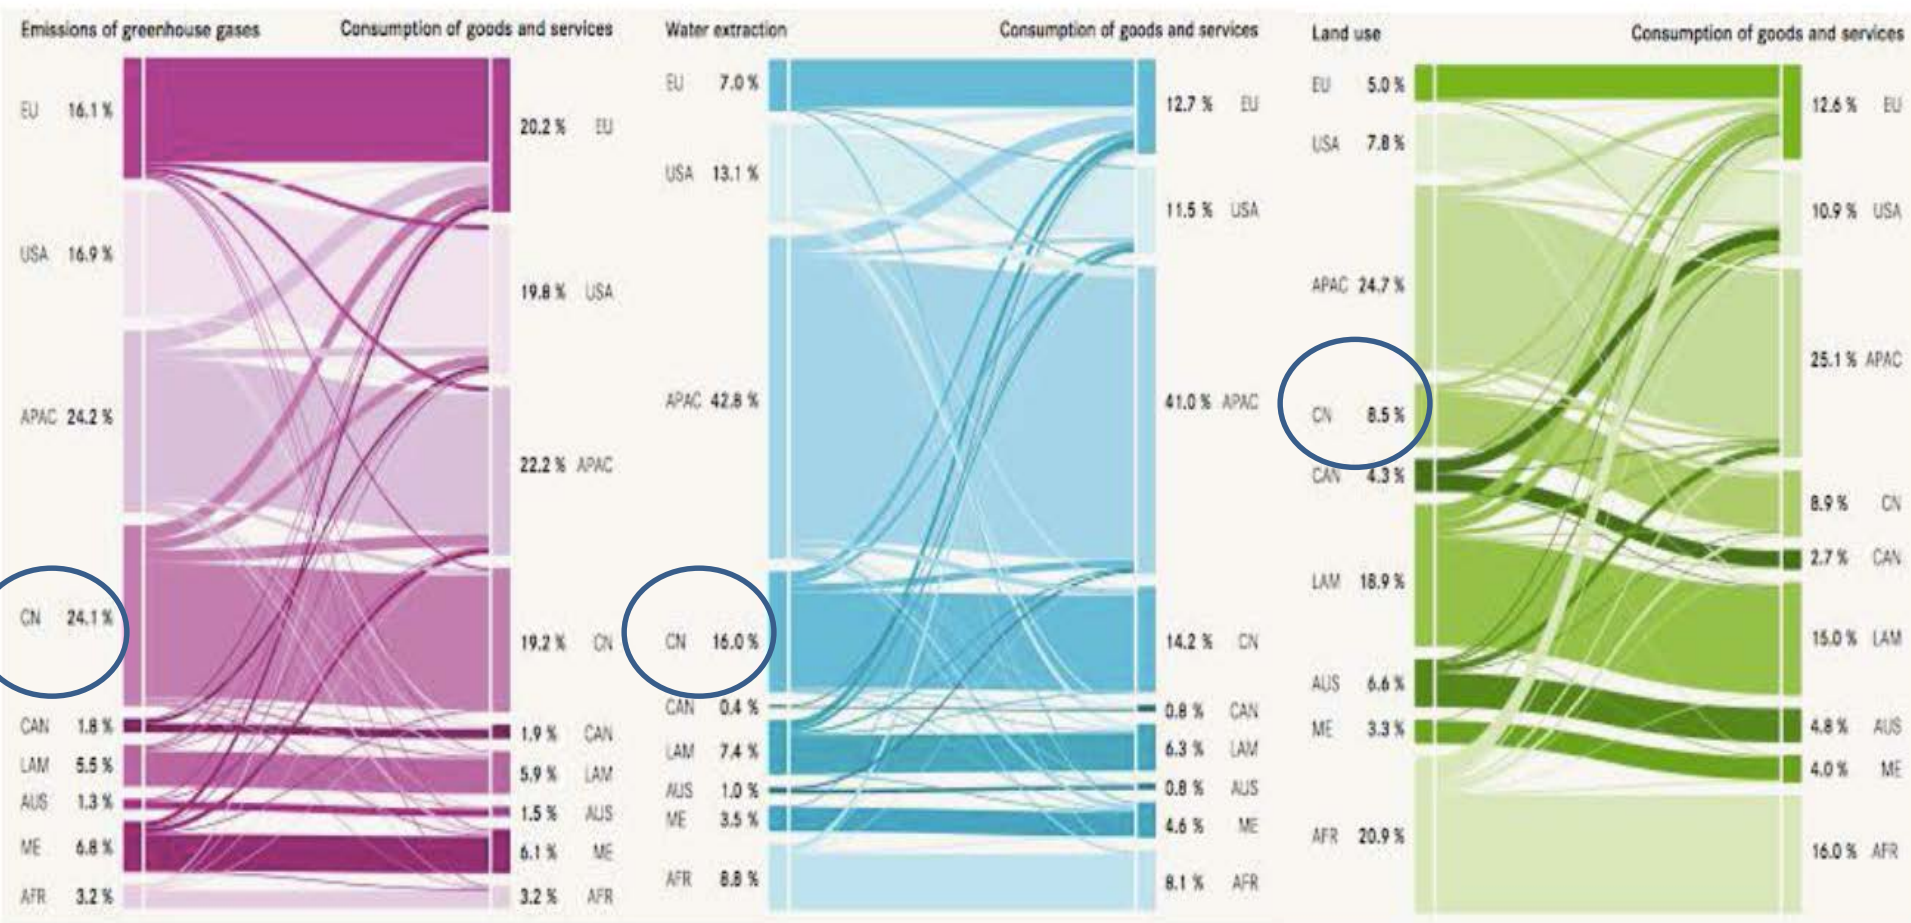 Emissions of greenhouse gases
Consumption of goods and services
EU 16.1 %
USA 16.9 %
APAC 24.2 %
CN 24.1 %
CAN 1.8 %
LAM 5.5 %
AUS 1.3 %
ME 6.8 %
AFR 3.2 %
20.2 % EU
19.8 % USA
22.2 % APAC
19.2 % CN
1.9 % CAN
5.9 % LAM
1.5 % AUS
6.1 % ME
3.2 % AFR
Water extraction
Consumption of goods and services
EU 7.0 %
USA 13.1 %
APAC 42.8 %
CN 16.0 %
CAN 0.4 %
LAM 7.4 %
AUS 1.0 %
ME 3.5 %
AFR 8.8 %
12.7 % EU
11.5 % USA
41.0 % APAC
14.2 % CN
0.8 % CAN
6.3 % LAM
0.8 % AUS
4.6 % ME
8.1 % AFR
Land use
Consumption of goods and services
EU 5.0 %
USA 7.8 %
APAC 24.7 %
CN 8.5 %
CAN 4.3 %
LAM 18.9 %
AUS 6.6 %
ME 3.3 %
AFR 20.9 %
12.6 % EU
10.9 % USA
25.1 % APAC
8.9 % CN
2.7 % CAN
15.0 % LAM
4.8 % AUS
4.0 % ME
16.0 % AFR